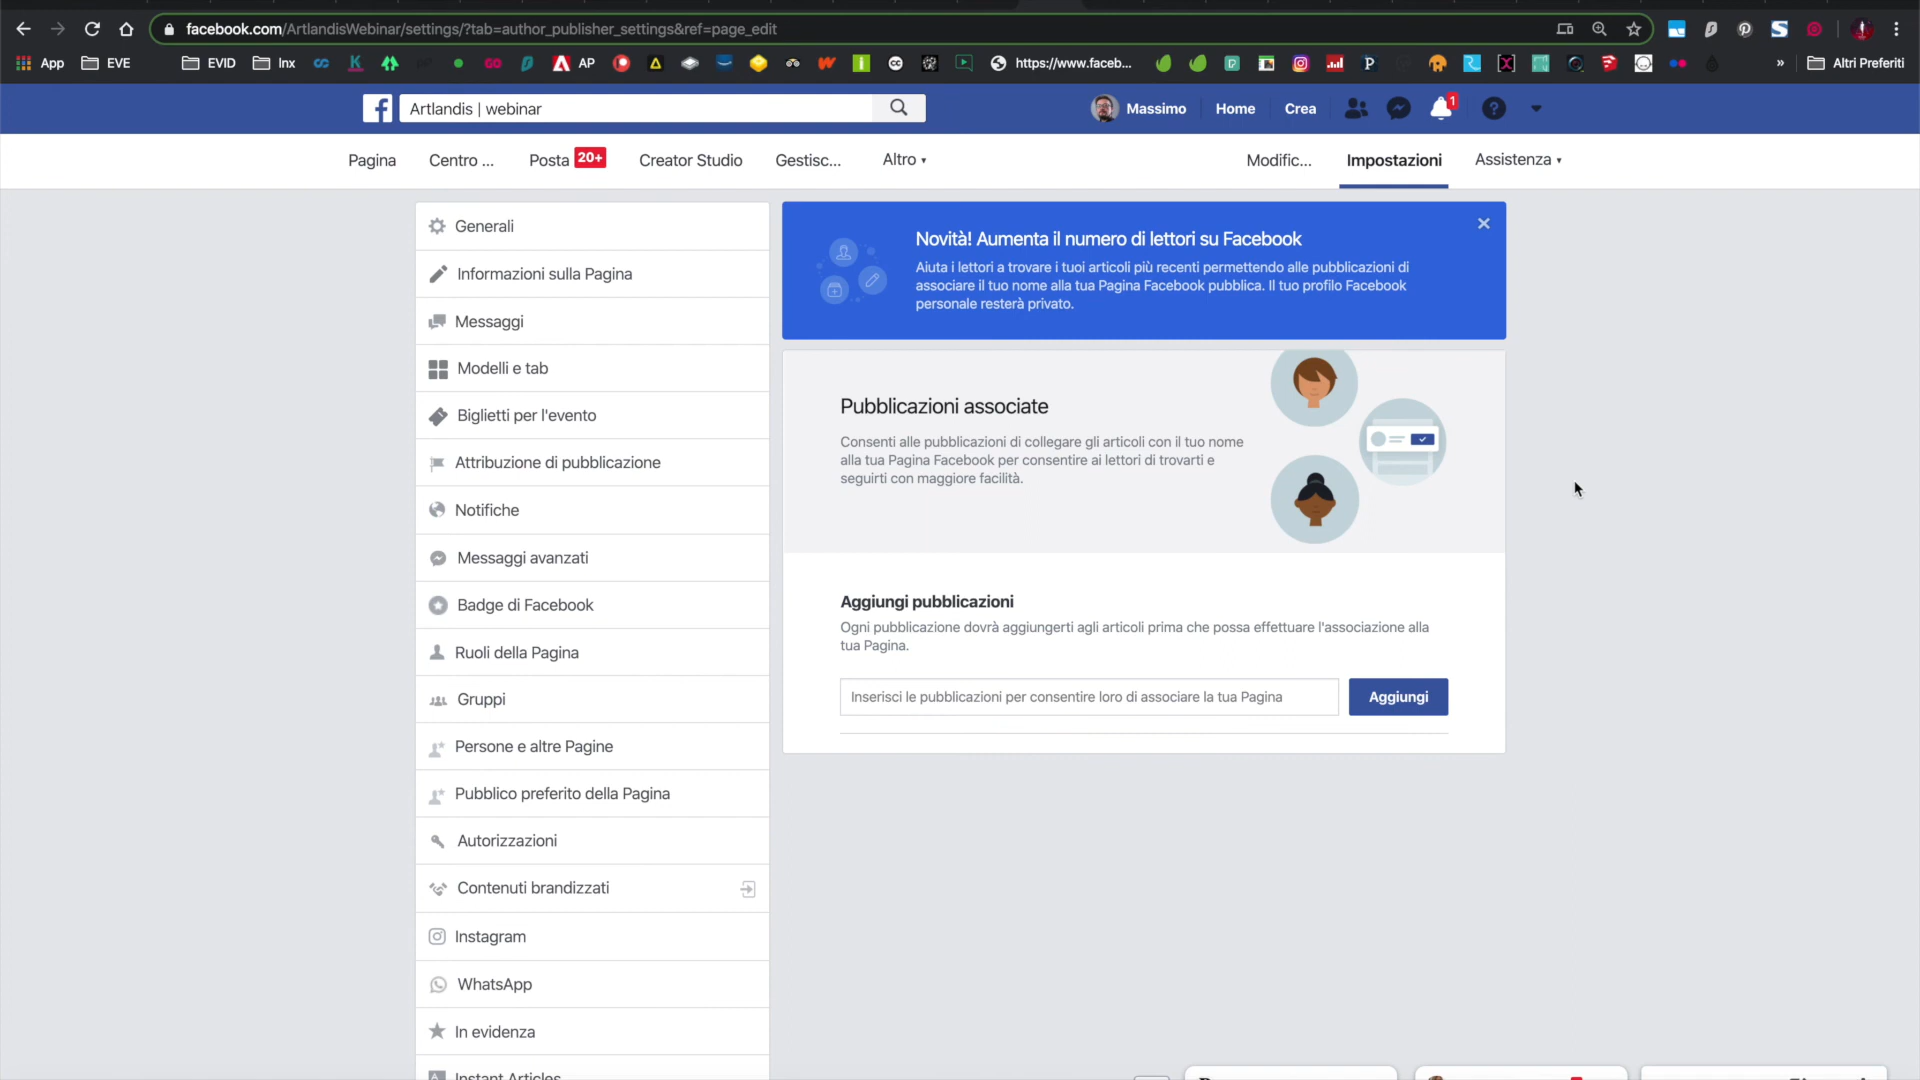 facebook.com/ArtlandisWebinar/settings/?tab=author_publisher_settings&ref=page_edit
App EVE EVID Inx AP https://www.faceb... » Altri Preferiti
Artlandis | webinar Massimo Home Crea 1
Pagina Centro ... Posta 20+ Creator Studio Gestisc... Altro Modific... Impostazioni Assistenza
Generali
Informazioni sulla Pagina
Messaggi
Modelli e tab
Biglietti per l'evento
Attribuzione di pubblicazione
Notifiche
Messaggi avanzati
Badge di Facebook
Ruoli della Pagina
Gruppi
Persone e altre Pagine
Pubblico preferito della Pagina
Autorizzazioni
Contenuti brandizzati
Instagram
WhatsApp
In evidenza
Instant Articles
Novità! Aumenta il numero di lettori su Facebook
Aiuta i lettori a trovare i tuoi articoli più recenti permettendo alle pubblicazioni di
associare il tuo nome alla tua Pagina Facebook pubblica. Il tuo profilo Facebook
personale resterà privato.
Pubblicazioni associate
Consenti alle pubblicazioni di collegare gli articoli con il tuo nome
alla tua Pagina Facebook per consentire ai lettori di trovarti e
seguirti con maggiore facilità.
Aggiungi pubblicazioni
Ogni pubblicazione dovrà aggiungerti agli articoli prima che possa effettuare l'associazione alla
tua Pagina.
Inserisci le pubblicazioni per consentire loro di associare la tua Pagina Aggiungi